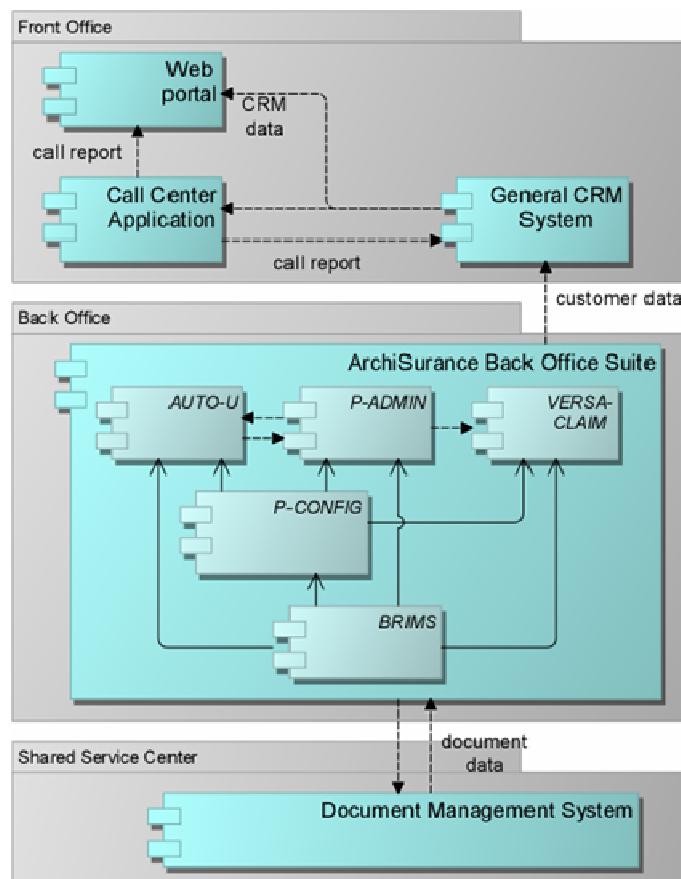 Front Office
Web
portal
CRM
data
call report
Call Center
Application
General CRM
System
call report
customer data
Back Office
ArchiSurance Back Office Suite
AUTO-U
P-ADMIN
VERSA-
CLAIM
P-CONFIG
BRIMS
document
data
Shared Service Center
Document Management System